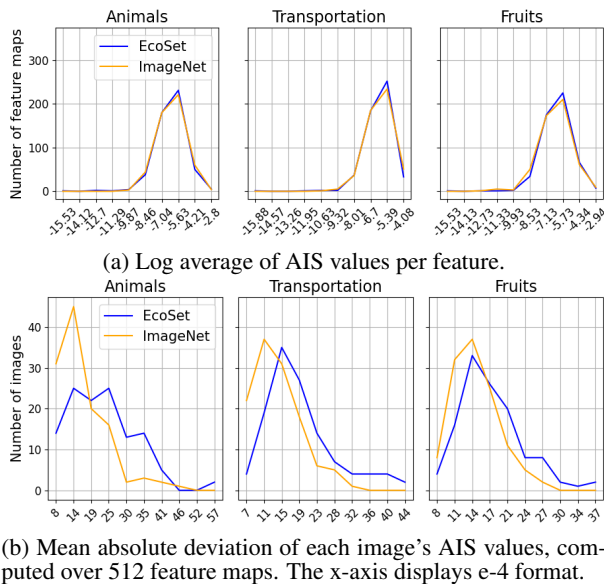 Animals
Transportation
Fruits
EcoSet
ImageNet
Number of feature maps
300
200
100
0
-15.53 -14.12 -12.7 -11.29 -9.87 -8.46 -7.04 -5.63 -4.22 -2.8
-15.88 -14.57 -13.26 -11.95 -10.63 -9.32 -8.01 -6.7 -5.39 -4.08
-15.53 -14.13 -12.73 -11.33 -9.93 -8.53 -7.13 -5.73 -4.34 -2.94
(a) Log average of AIS values per feature.
Animals
Transportation
Fruits
EcoSet
ImageNet
Number of images
40
30
20
10
0
8 14 19 25 30 35 41 46 52 57
7 11 15 19 23 28 32 36 40 44
8 11 14 17 21 24 27 30 34 37
(b) Mean absolute deviation of each image's AIS values, com-
puted over 512 feature maps. The x-axis displays e-4 format.